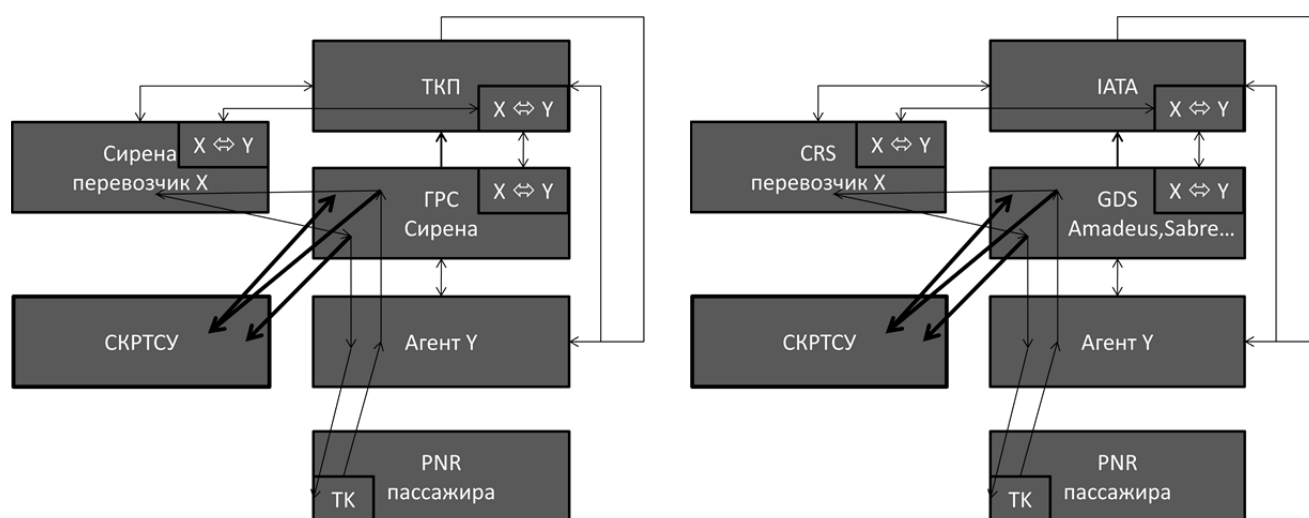 ТКП
X ⇔ Y
Сирена
перевозчик X
X ⇔ Y
ГРС
Сирена
X ⇔ Y
СКРТСУ
Агент Y
PNR
пассажира
ТК
IATA
X ⇔ Y
CRS
перевозчик X
X ⇔ Y
GDS
Amadeus,Sabre...
X ⇔ Y
СКРТСУ
Агент Y
PNR
пассажира
ТК